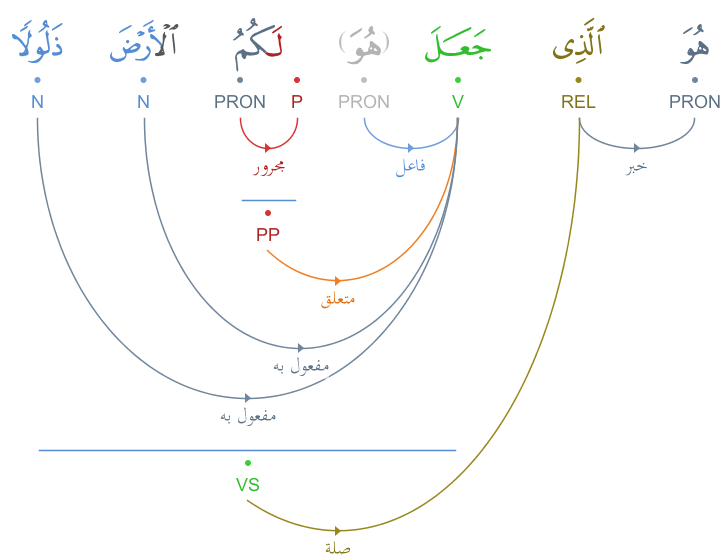 هُوَ ٱلَّذِى جَعَلَ (هُوَ) لَكُمُ ٱلْأَرْضَ ذَلُولًا
PRON REL V PRON P PRON N N
خبر فاعل مجرور
PP
متعلق
مفعول به
مفعول به
VS
صلة